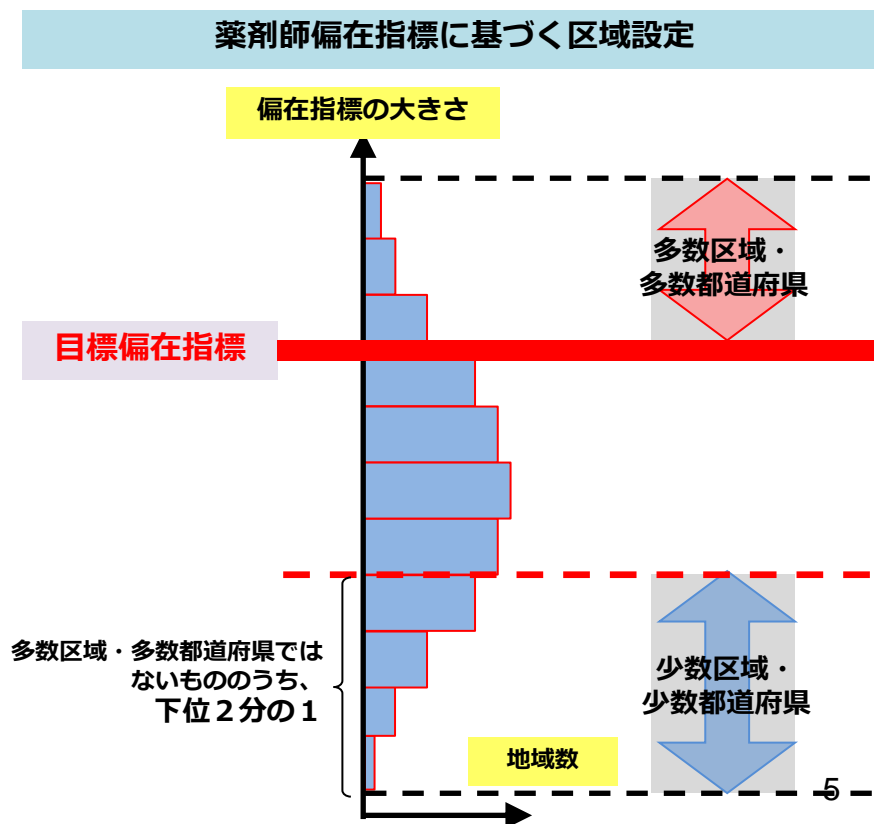 薬剤師偏在指標に基づく区域設定
偏在指標の大きさ
多数区域・
多数都道府県
目標偏在指標
多数区域・多数都道府県では
ないもののうち、
下位２分の１
少数区域・
少数都道府県
地域数
5